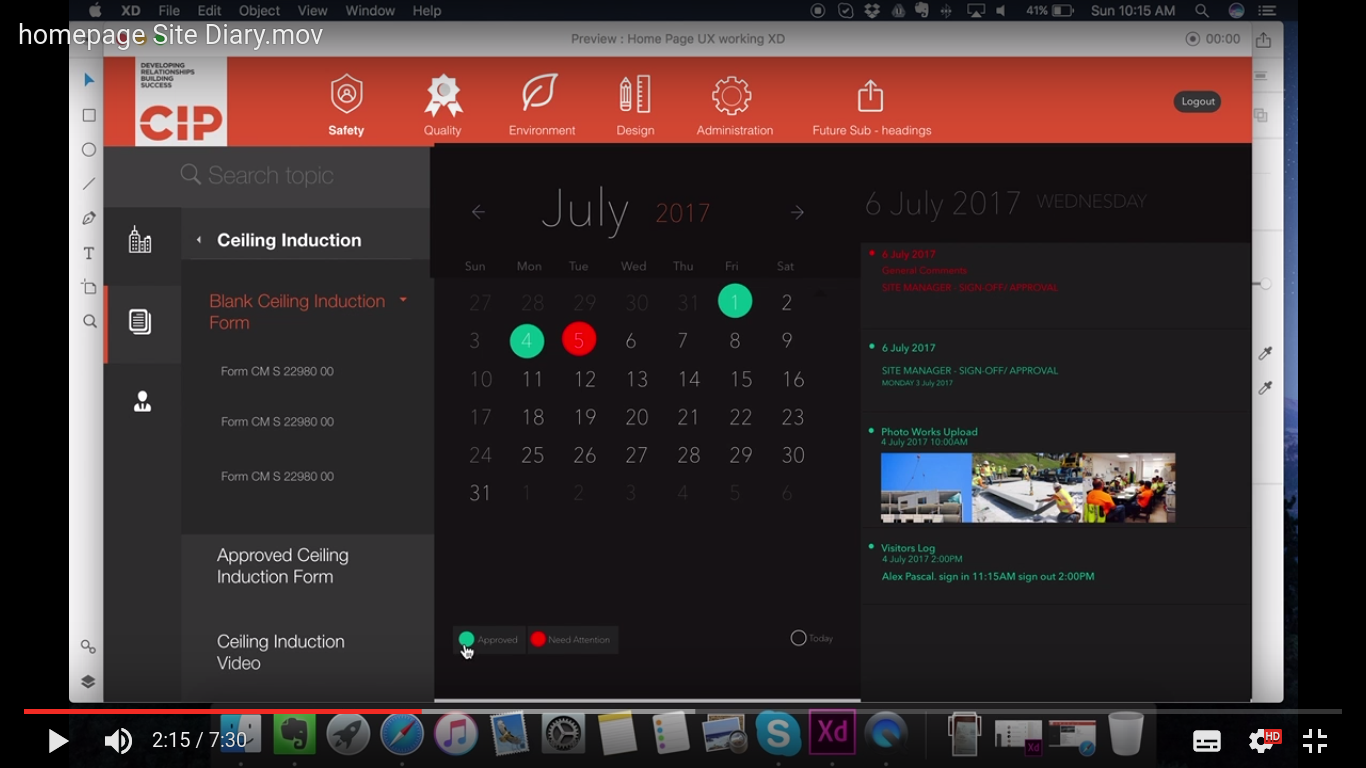 XD File Edit Object View Window Help
41% Sun 10:15 AM
homepage Site Diary.mov
Preview : Home Page UX working XD
00:00
DEVELOPING
RELATIONSHIPS
BUILDING
SUCCESS
CIP
Safety Quality Environment Design Administration Future Sub - headings
Logout
Search topic
Ceiling Induction
Blank Ceiling Induction
Form
Form CM S 22980 00
Form CM S 22980 00
Form CM S 22980 00
Approved Ceiling
Induction Form
Ceiling Induction
Video
July 2017
Sun Mon Tue Wed Thu Fri Sat
27 28 29 30 31 1 2
3 4 5 6 7 8 9
10 11 12 13 14 15 16
17 18 19 20 21 22 23
24 25 26 27 28 29 30
31 1 2 3 4 5 6
Approved Need Attention Today
6 July 2017 WEDNESDAY
6 July 2017
General Comments
SITE MANAGER - SIGN-OFF/ APPROVAL
6 July 2017
SITE MANAGER - SIGN-OFF/ APPROVAL
MONDAY 3 July 2017
Photo Works Upload
4 July 2017 10:00AM
Visitors Log
4 July 2017 2:00PM
Alex Pascal. sign in 11:15AM sign out 2:00PM
Xd
2:15 / 7:30
HD